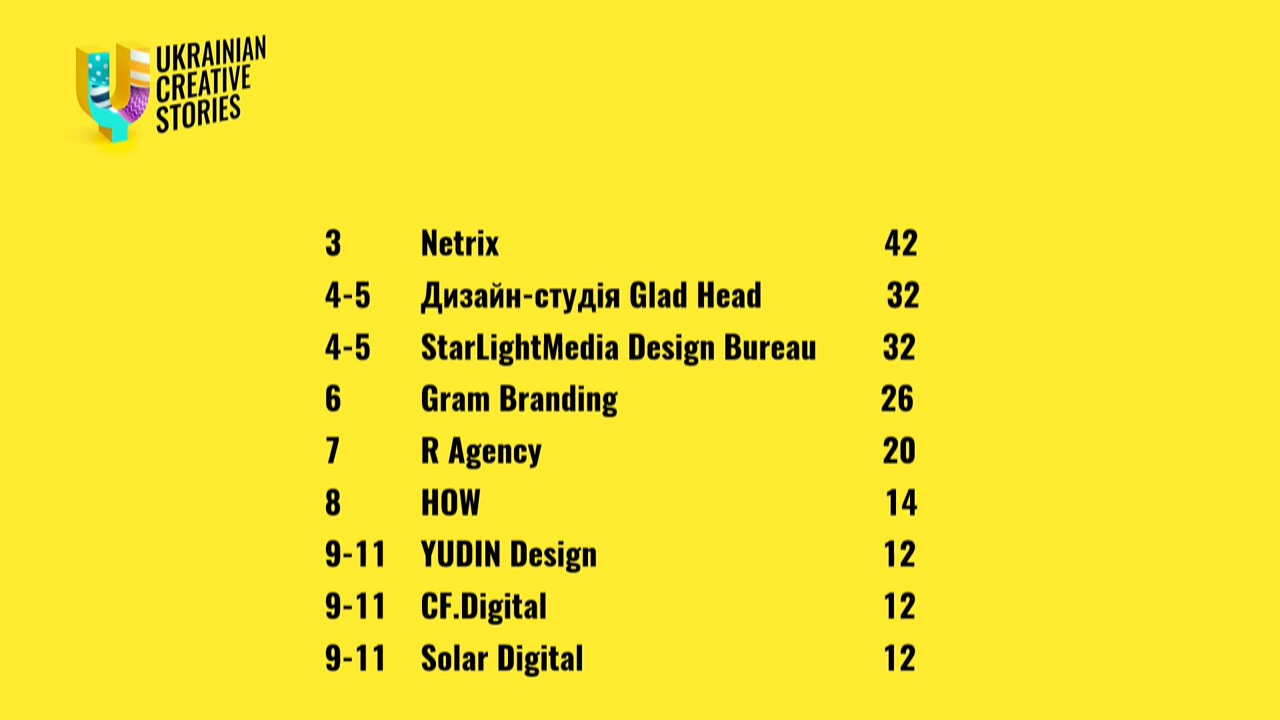 UKRAINIAN
CREATIVE
STORIES
3 Netrix 42
4-5 Дизайн-студія Glad Head 32
4-5 StarLightMedia Design Bureau 32
6 Gram Branding 26
7 R Agency 20
8 HOW 14
9-11 YUDIN Design 12
9-11 CF.Digital 12
9-11 Solar Digital 12